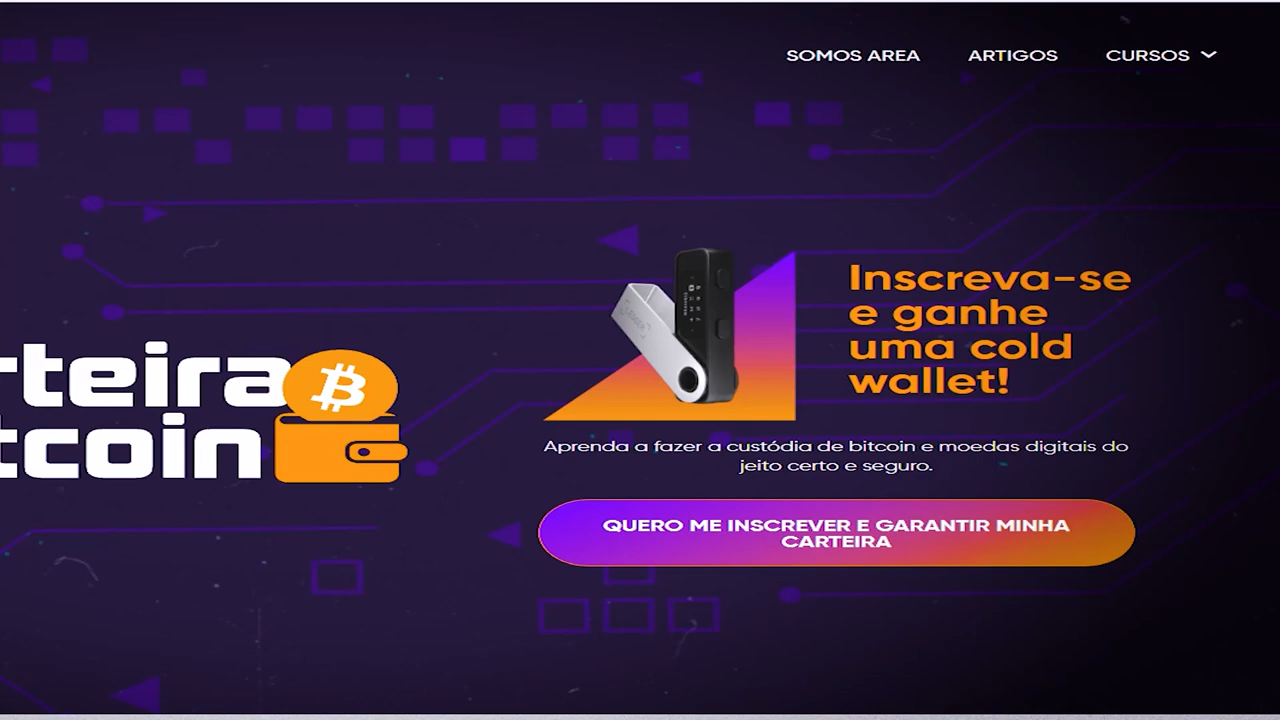 SOMOS AREA ARTIGOS CURSOS
Inscreva-se
e ganhe
uma cold
wallet!
rteira
tcoin
Aprenda a fazer a custódia de bitcoin e moedas digitais do
jeito certo e seguro.
QUERO ME INSCREVER E GARANTIR MINHA
CARTEIRA